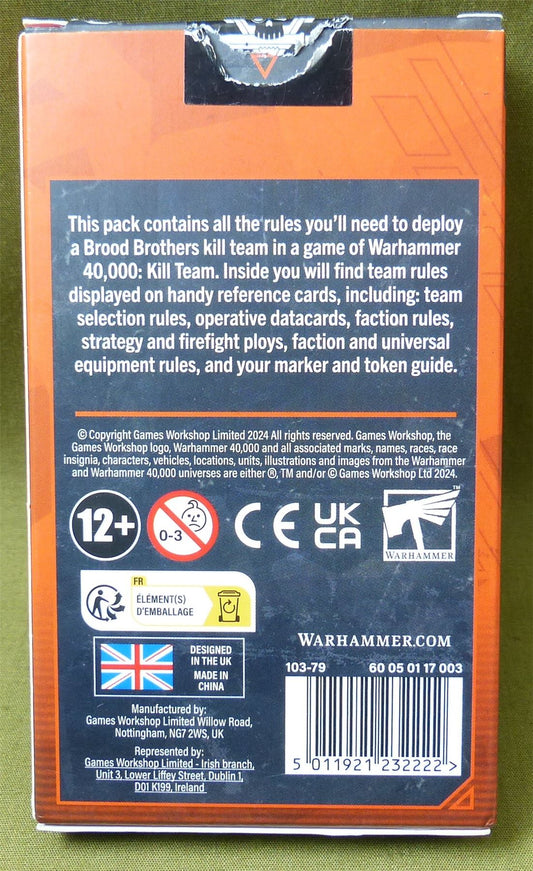 This pack contains all the rules you'll need to deploy
a Brood Brothers kill team in a game of Warhammer
40,000: Kill Team. Inside you will find team rules
displayed on handy reference cards, including: team
selection rules, operative datacards, faction rules,
strategy and firefight ploys, faction and universal
equipment rules, and your marker and token guide.
© Copyright Games Workshop Limited 2024 All rights reserved. Games Workshop, the
Games Workshop logo, Warhammer 40,000 and all associated marks, names, races, race
insignia, characters, vehicles, locations, units, illustrations and images from the Warhammer
and Warhammer 40,000 universes are either ®, TM and/or © Games Workshop Ltd 2024.
12+
0-3
CE
UK
CA
WARHAMMER
™
FR
ÉLÉMENT(S)
D'EMBALLAGE
DESIGNED
IN THE UK
MADE IN
CHINA
WARHAMMER.COM
103-79 60 05 01 17 003
Manufactured by:
Games Workshop Limited Willow Road,
Nottingham, NG7 2WS, UK
Represented by:
Games Workshop Limited - Irish branch,
Unit 3, Lower Liffey Street, Dublin 1,
D01 K199, Ireland
5 011921 232222 >